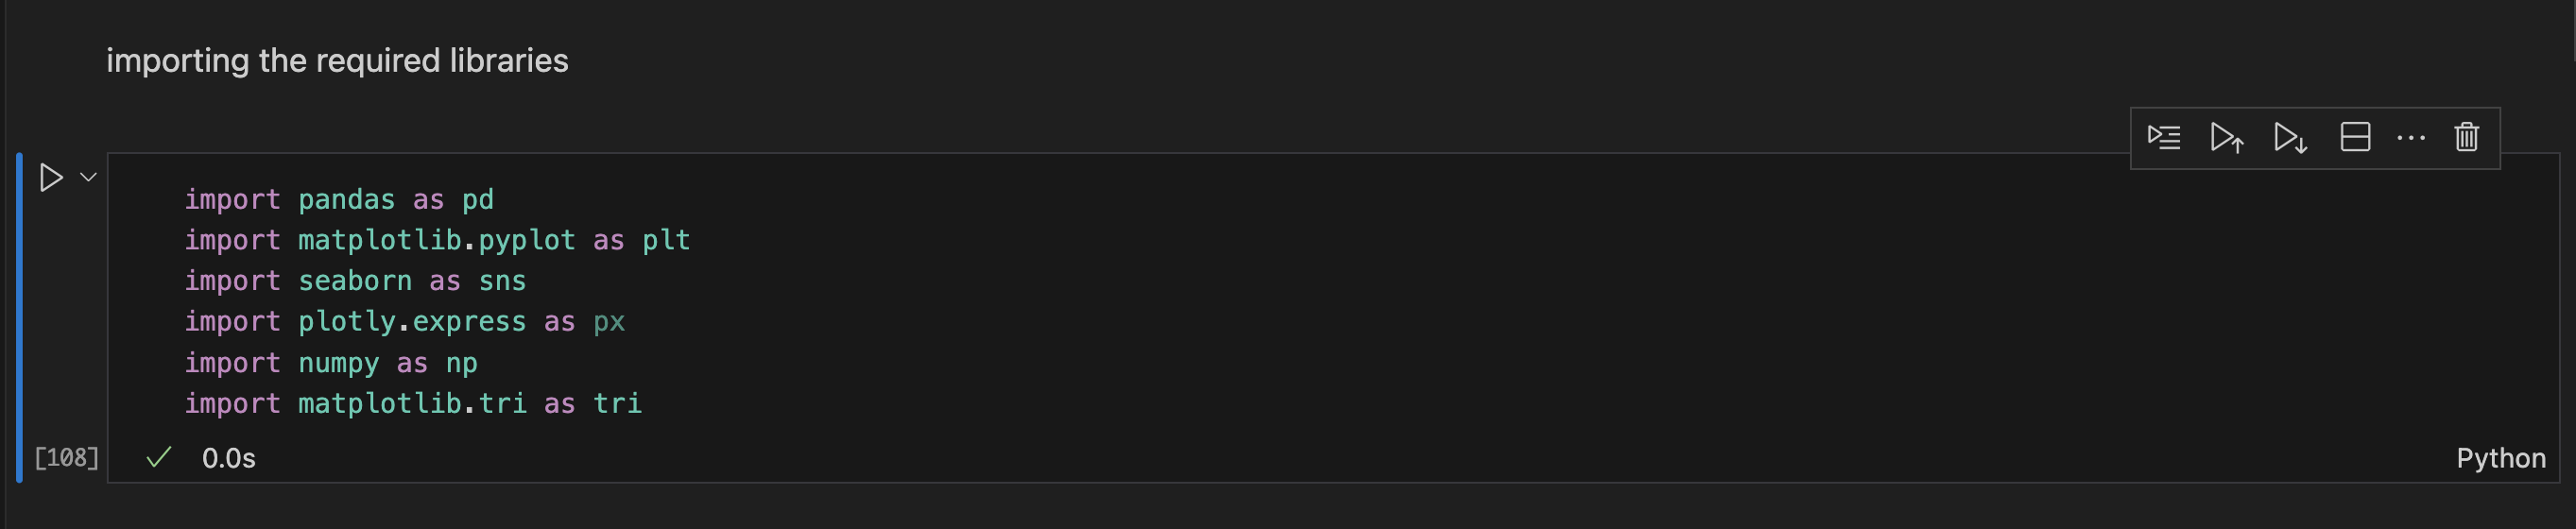 importing the required libraries
import pandas as pd
import matplotlib.pyplot as plt
import seaborn as sns
import plotly.express as px
import numpy as np
import matplotlib.tri as tri
[108]
0.0s
Python